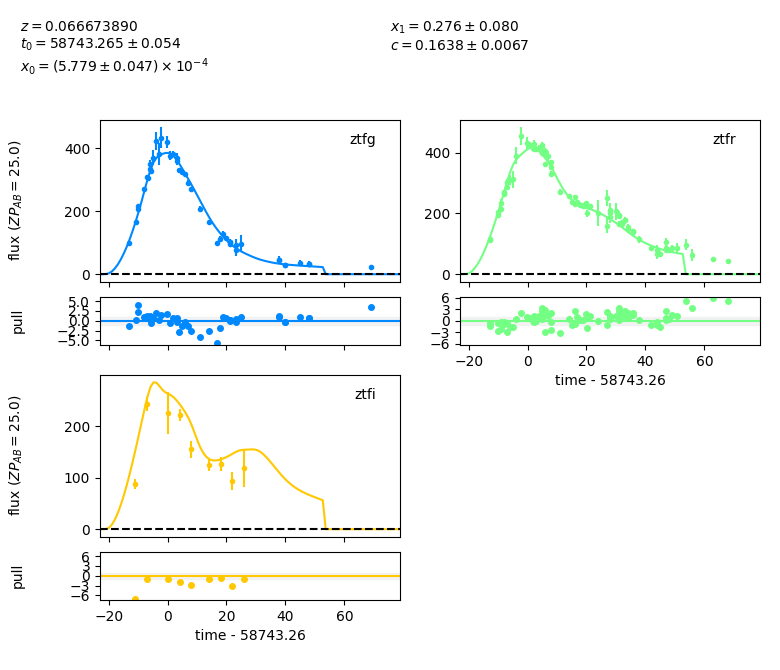 z = 0.066673890
t₀ = 58743.265 ± 0.054
x₀ = (5.779 ± 0.047) × 10⁻⁴
x₁ = 0.276 ± 0.080
c = 0.1638 ± 0.0067
ztfg
flux (ZP_AB = 25.0)
400
200
0
ztfr
400
200
0
pull
5.0
2.5
0.0
−2.5
−5.0
6
3
0
−3
−6
−20 0 20 40 60
time - 58743.26
ztfi
flux (ZP_AB = 25.0)
200
100
0
pull
6
3
0
−3
−6
−20 0 20 40 60
time - 58743.26